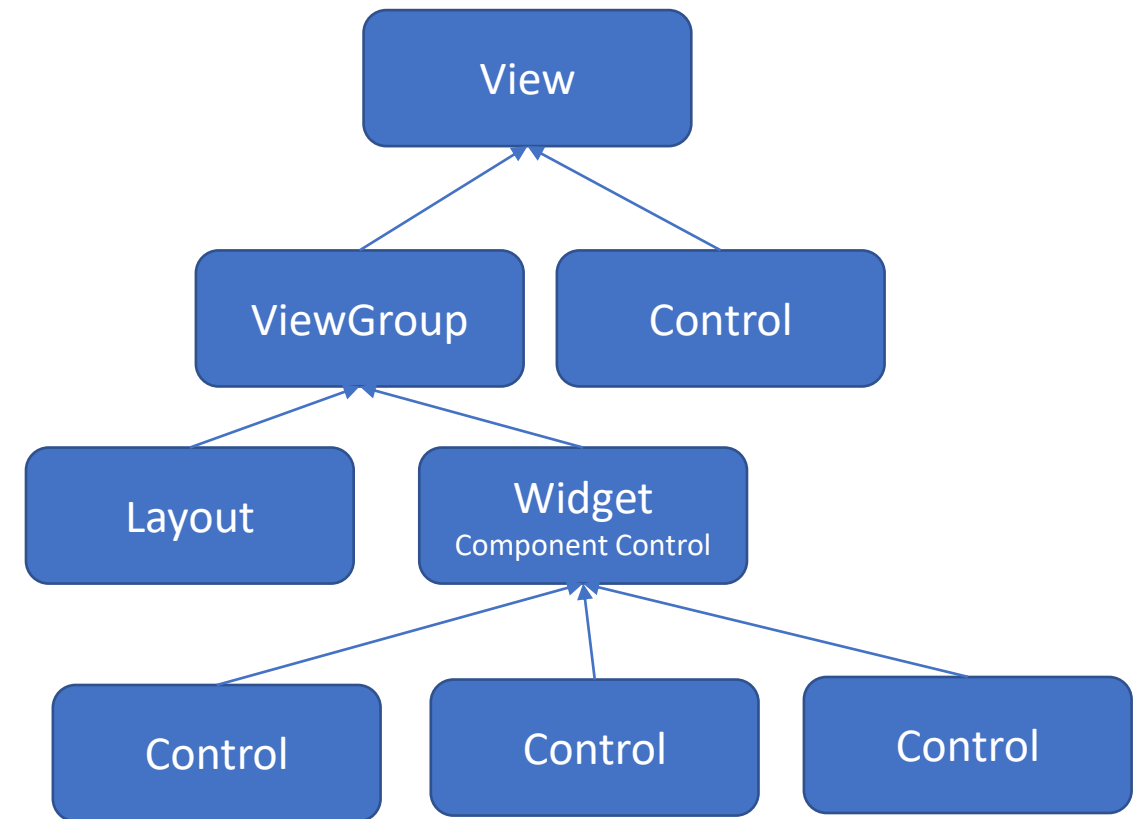 View
ViewGroup
Control
Layout
Widget
Component Control
Control
Control
Control